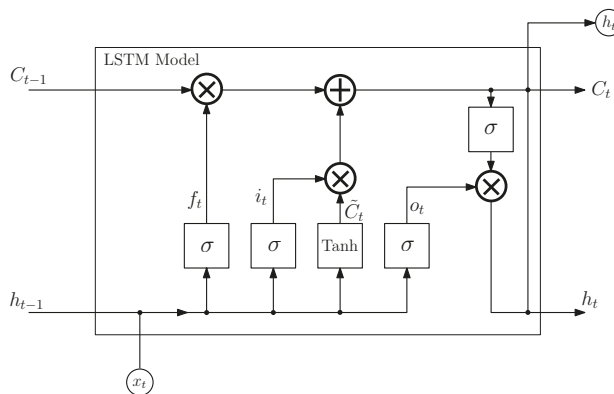 h_t
LSTM Model
C_{t-1}
C_t
σ
f_t
i_t
C̃_t
o_t
σ
σ
Tanh
σ
h_{t-1}
h_t
x_t